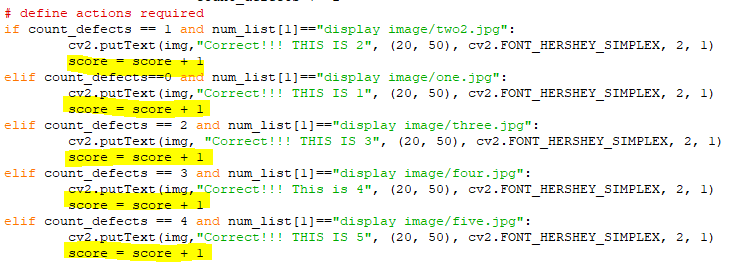 # define actions required
if count_defects == 1 and num_list[1]=="display image/two2.jpg":
cv2.putText(img,"Correct!!! THIS IS 2", (20, 50), cv2.FONT_HERSHEY_SIMPLEX, 2, 1)
score = score + 1
elif count_defects==0 and num_list[1]=="display image/one.jpg":
cv2.putText(img,"Correct!!! THIS IS 1", (20, 50), cv2.FONT_HERSHEY_SIMPLEX, 2, 1)
score = score + 1
elif count_defects == 2 and num_list[1]=="display image/three.jpg":
cv2.putText(img, "Correct!!! THIS IS 3", (20, 50), cv2.FONT_HERSHEY_SIMPLEX, 2, 1)
score = score + 1
elif count_defects == 3 and num_list[1]=="display image/four.jpg":
cv2.putText(img,"Correct!!! This is 4", (20, 50), cv2.FONT_HERSHEY_SIMPLEX, 2, 1)
score = score + 1
elif count_defects == 4 and num_list[1]=="display image/five.jpg":
cv2.putText(img,"Correct!!! THIS IS 5", (20, 50), cv2.FONT_HERSHEY_SIMPLEX, 2, 1)
score = score + 1